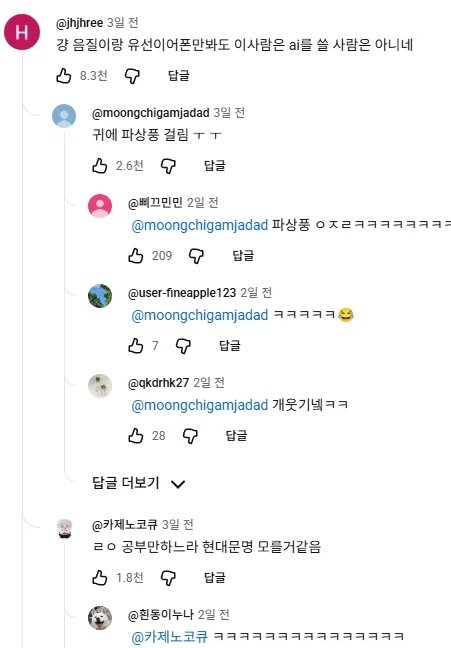 H
@jhjhree 3일 전
걍 음질이랑 유선이어폰만봐도 이사람은 ai를 쓸 사람은 아니네
8.3천 답글
@moongchigamjadad 3일 전
귀에 파상풍 걸림 ㅜ ㅜ
2.6천 답글
@삐끄민민 2일 전
@moongchigamjadad 파상풍 ㅇㅈㄹㅋㅋㅋㅋㅋㅋㅋㅋㅋ
209 답글
@user-fineapple123 2일 전
@moongchigamjadad ㅋㅋㅋㅋㅋ😂
7 답글
@qkdrhk27 2일 전
@moongchigamjadad 개웃기넼ㅋㅋ
28 답글
답글 더보기
@카제노코큐 3일 전
ㄹㅇ 공부만하느라 현대문명 모를거같음
1.8천 답글
@흰둥이누나 2일 전
@카제노코큐 ㅋㅋㅋㅋㅋㅋㅋㅋㅋㅋㅋㅋㅋㅋㅋ